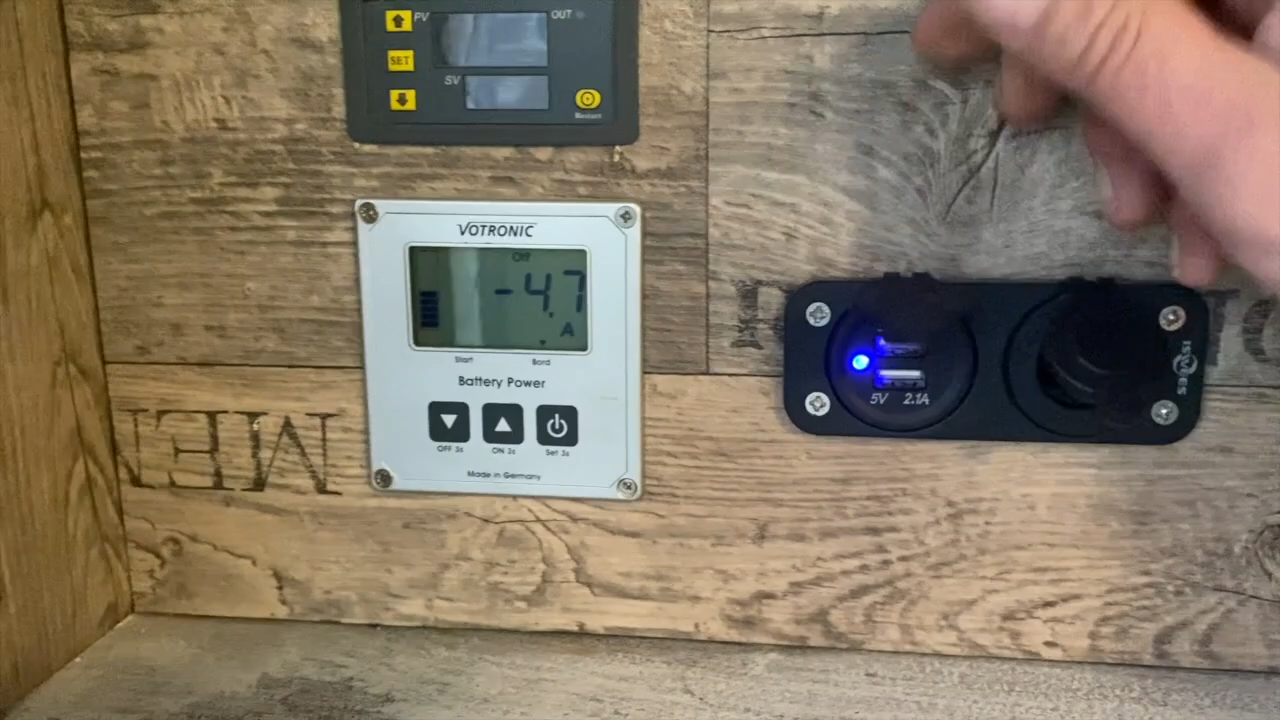 PV
OUT
SET
SV
Restart
VOTRONIC
Off
-4.7
A
Start Bord
Battery Power
OFF 3s ON 3s Set 3s
Made in Germany
5V 2.1A
MEN